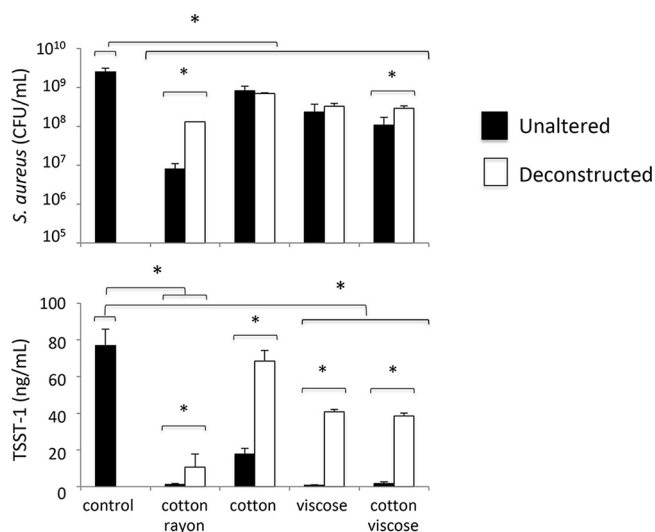 *
10¹⁰
10⁹
10⁸
10⁷
10⁶
10⁵
S. aureus (CFU/mL)
*
*
Unaltered
Deconstructed
*
*
100
80
60
40
20
0
TSST-1 (ng/mL)
*
*
*
*
control
cotton rayon
cotton
viscose
cotton viscose